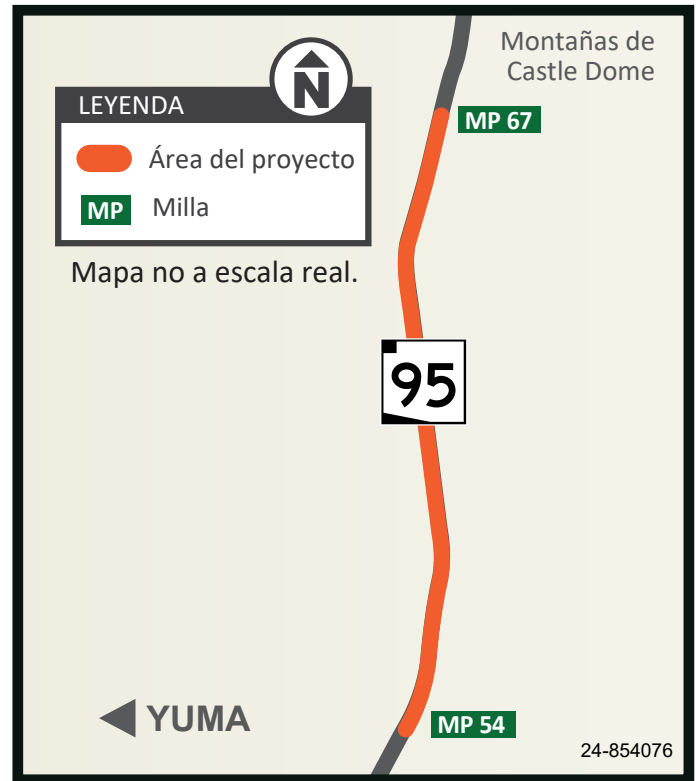 Montañas de
Castle Dome
N
LEYENDA
Área del proyecto
MP Milla
Mapa no a escala real.
MP 67
95
YUMA
MP 54
24-854076